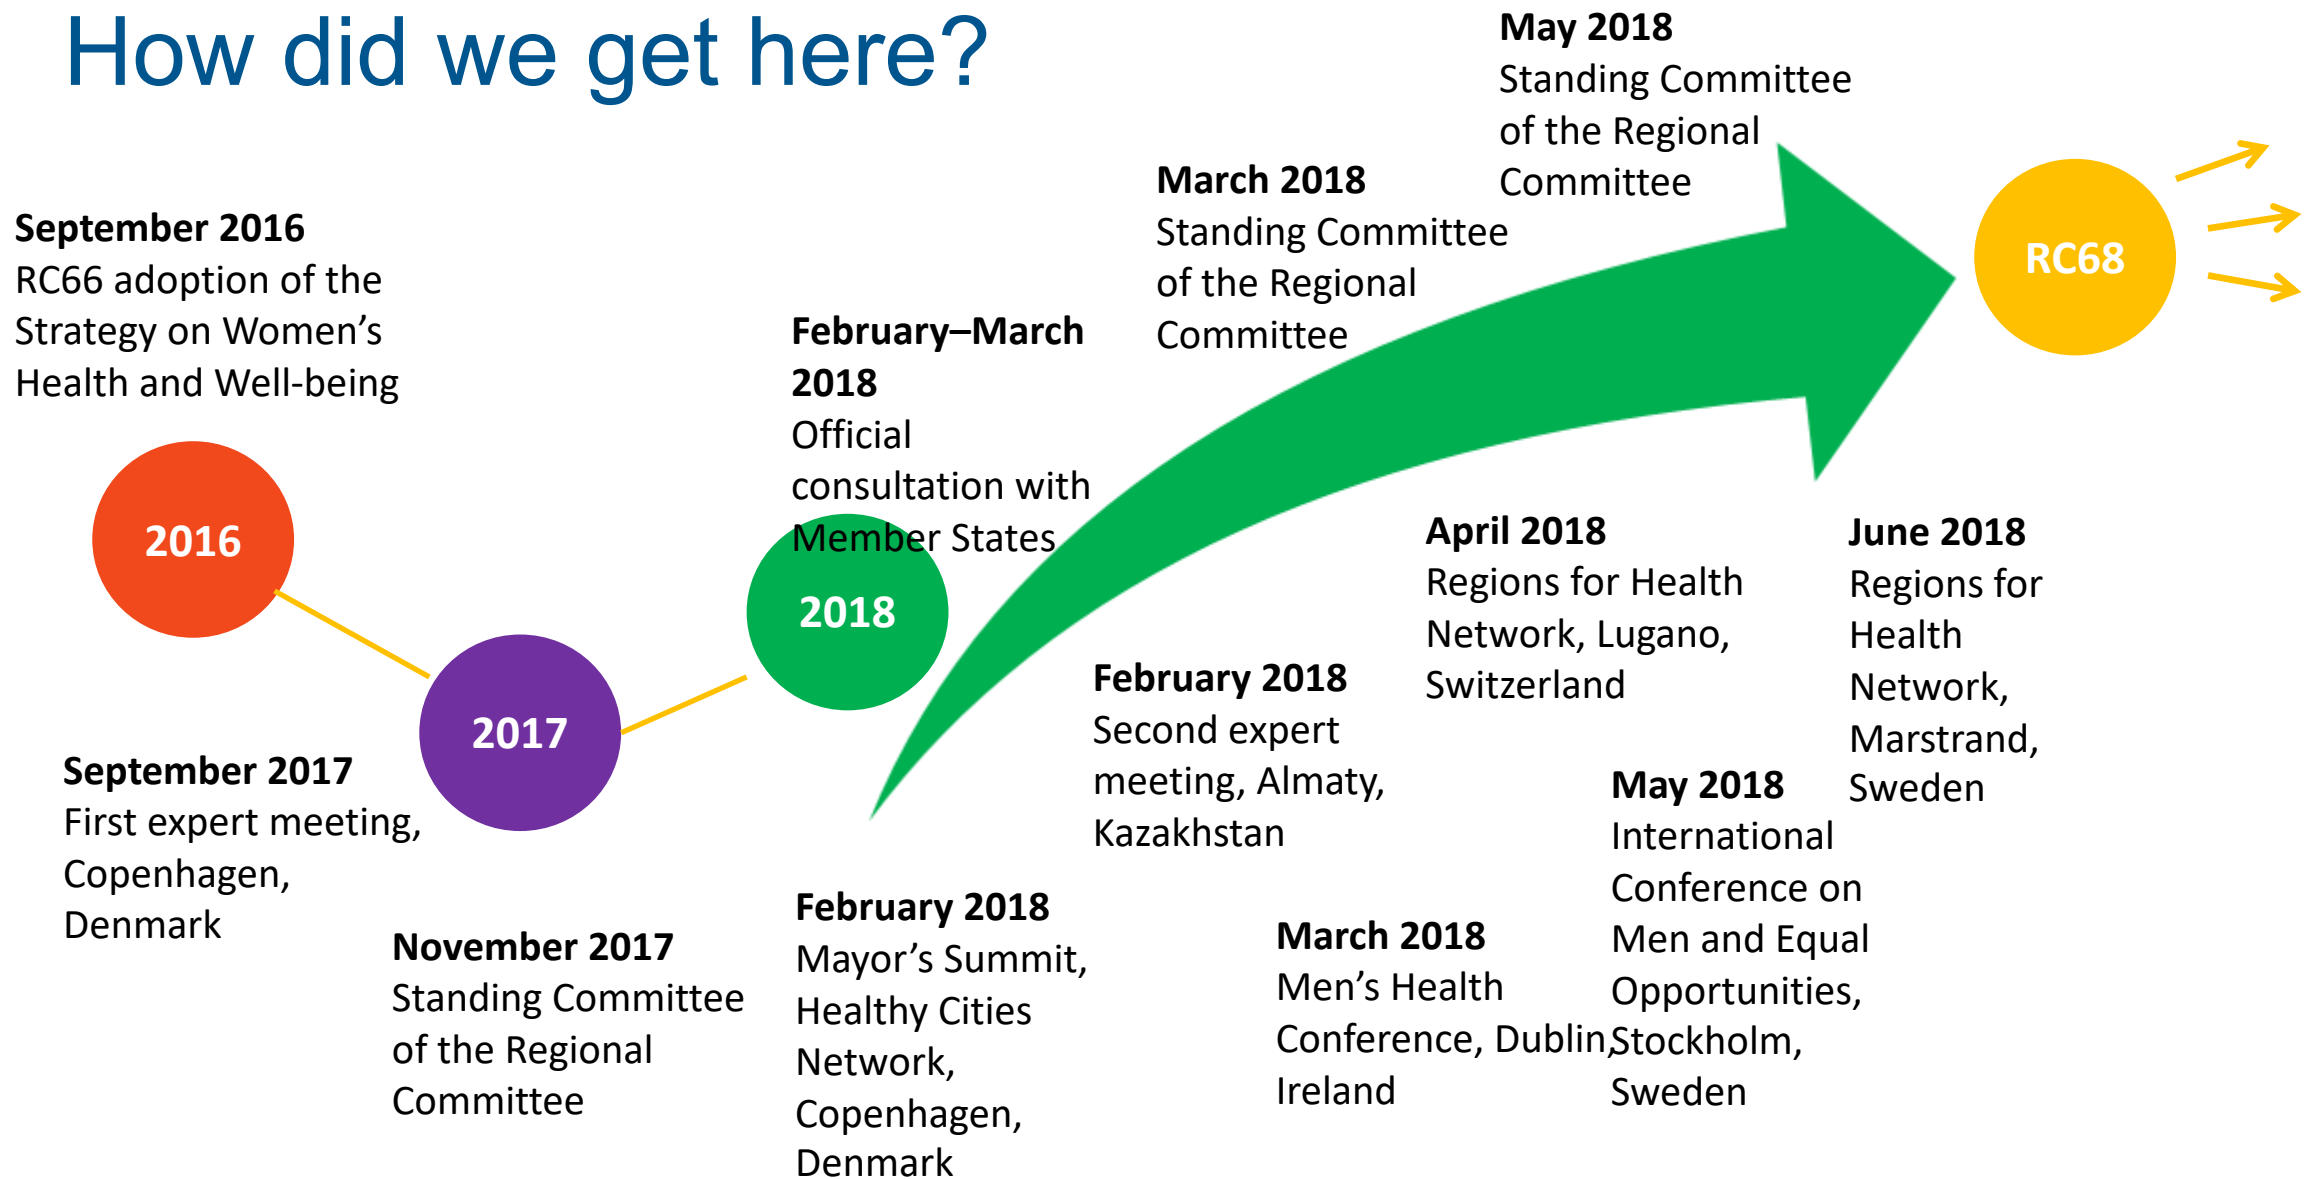 How did we get here?
September 2016
RC66 adoption of the
Strategy on Women’s
Health and Well-being
2016
September 2017
First expert meeting,
Copenhagen,
Denmark
2017
November 2017
Standing Committee
of the Regional
Committee
February–March
2018
Official
consultation with
Member States
2018
February 2018
Mayor’s Summit,
Healthy Cities
Network,
Copenhagen,
Denmark
February 2018
Second expert
meeting, Almaty,
Kazakhstan
March 2018
Standing Committee
of the Regional
Committee
March 2018
Men’s Health
Conference, Dublin,
Ireland
April 2018
Regions for Health
Network, Lugano,
Switzerland
May 2018
Standing Committee
of the Regional
Committee
May 2018
International
Conference on
Men and Equal
Opportunities,
Stockholm,
Sweden
June 2018
Regions for
Health
Network,
Marstrand,
Sweden
RC68